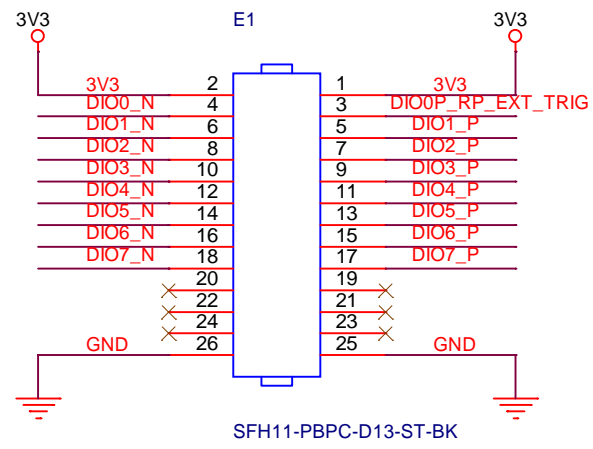 3V3 E1 3V3
3V3 2 1 3V3
DIO0_N 4 3 DIO0P_RP_EXT_TRIG
DIO1_N 6 5 DIO1_P
DIO2_N 8 7 DIO2_P
DIO3_N 10 9 DIO3_P
DIO4_N 12 11 DIO4_P
DIO5_N 14 13 DIO5_P
DIO6_N 16 15 DIO6_P
DIO7_N 18 17 DIO7_P
20 19
22 21
24 23
GND 26 25 GND
SFH11-PBPC-D13-ST-BK